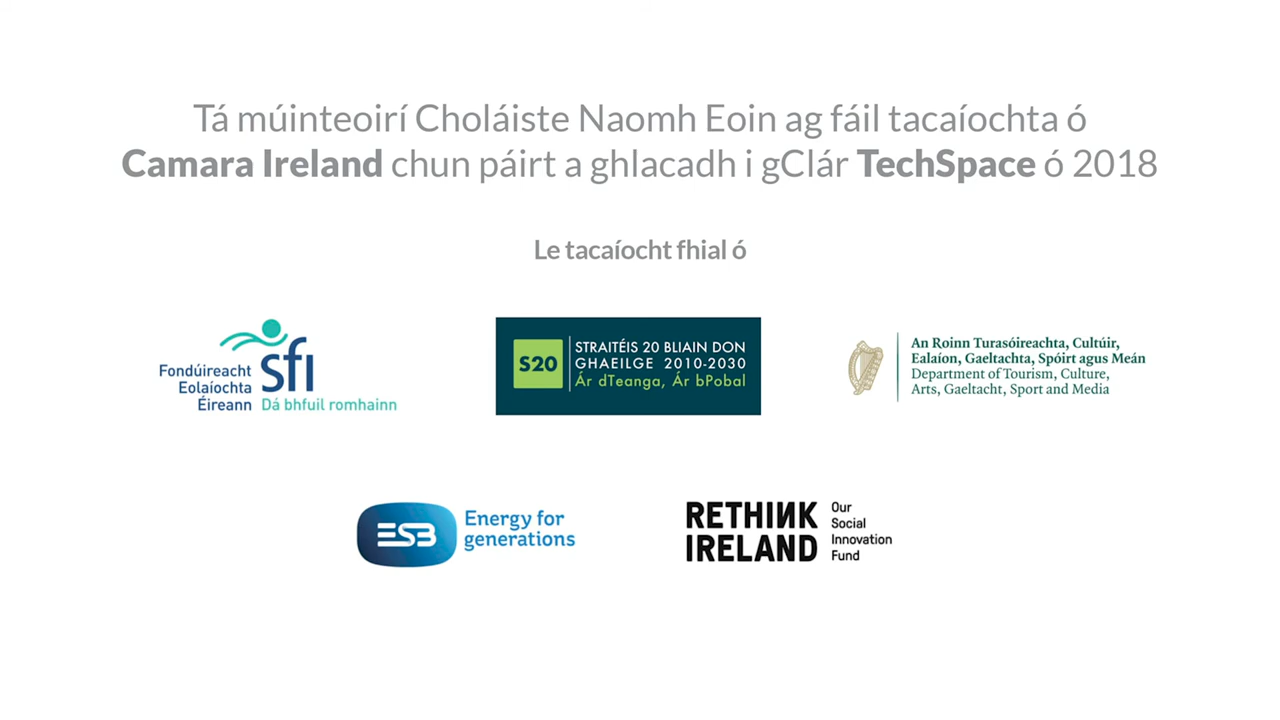 Tá múinteoirí Choláiste Naomh Eoin ag fáil tacaíochta ó
Camara Ireland chun páirt a ghlacadh i gClár TechSpace ó 2018
Le tacaíocht fhial ó
Fondúireacht
Eolaíochta
Éireann
sfi
Dá bhfuil romhainn
S20
STRAITÉIS 20 BLIAIN DON
GHAEILGE 2010-2030
Ár dTeanga, Ár bPobal
An Roinn Turasóireachta, Cultúir,
Ealaíon, Gaeltachta, Spóirt agus Meán
Department of Tourism, Culture,
Arts, Gaeltacht, Sport and Media
ESB
Energy for
generations
RETHINK
IRELAND
Our
Social
Innovation
Fund